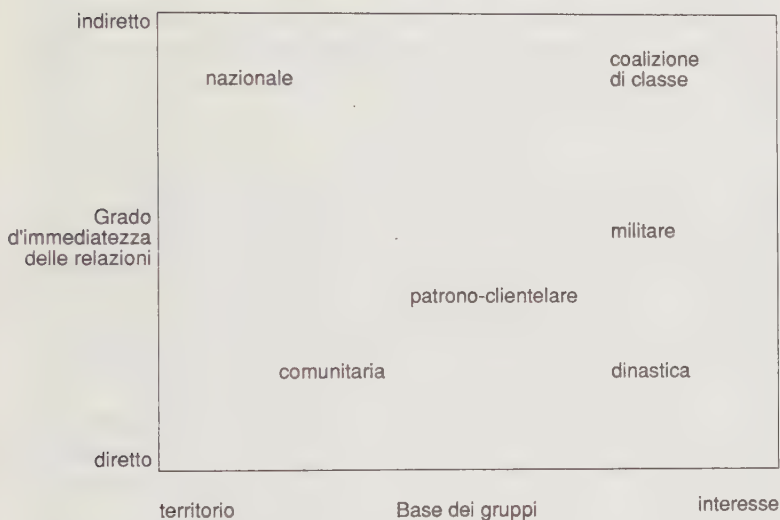 indiretto
nazionale
coalizione
di classe
Grado
d'immediatezza
delle relazioni
militare
patrono-clientelare
comunitaria
dinastica
diretto
territorio
Base dei gruppi
interesse